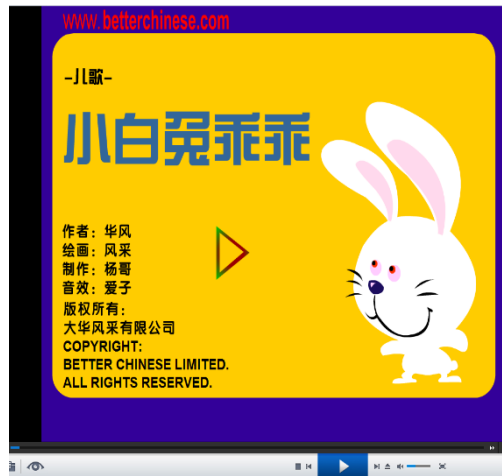 www.betterchinese.com
-儿歌-
小白兔乖乖
作者：华风
绘画：风采
制作：杨哥
音效：爱子
版权所有：
大华风采有限公司
COPYRIGHT:
BETTER CHINESE LIMITED.
ALL RIGHTS RESERVED.